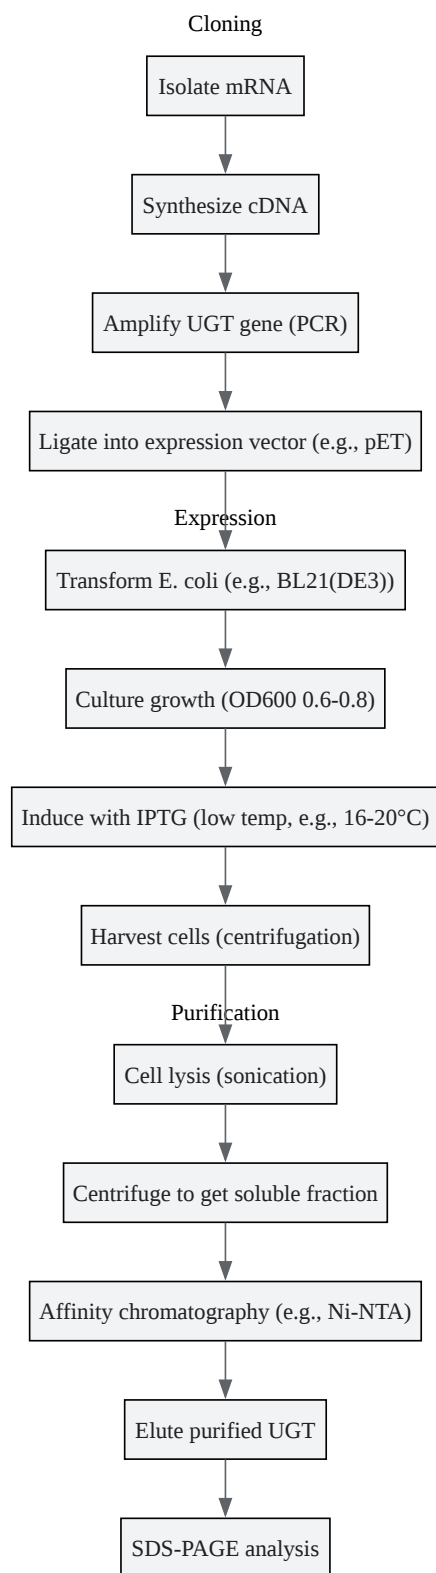 Cloning
Isolate mRNA
Synthesize cDNA
Amplify UGT gene (PCR)
Ligate into expression vector (e.g., pET)
Expression
Transform E. coli (e.g., BL21(DE3))
Culture growth (OD600 0.6-0.8)
Induce with IPTG (low temp, e.g., 16-20°C)
Harvest cells (centrifugation)
Purification
Cell lysis (sonication)
Centrifuge to get soluble fraction
Affinity chromatography (e.g., Ni-NTA)
Elute purified UGT
SDS-PAGE analysis